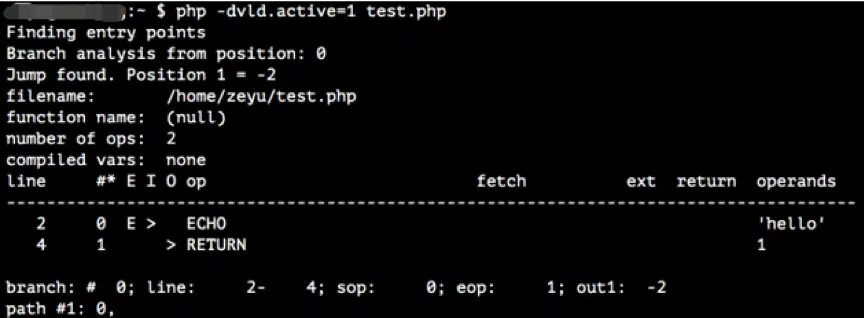 :~ $ php -dvld.active=1 test.php
Finding entry points
Branch analysis from position: 0
Jump found. Position 1 = -2
filename:       /home/zeyu/test.php
function name:  (null)
number of ops:  2
compiled vars:  none
line     #* E I O op                           fetch          ext  return  operands
-------------------------------------------------------------------------------------
   2     0  E >   ECHO                                                     'hello'
   4     1      > RETURN                                                   1
branch: #  0; line:     2-    4; sop:     0; eop:     1; out1:  -2
path #1: 0,